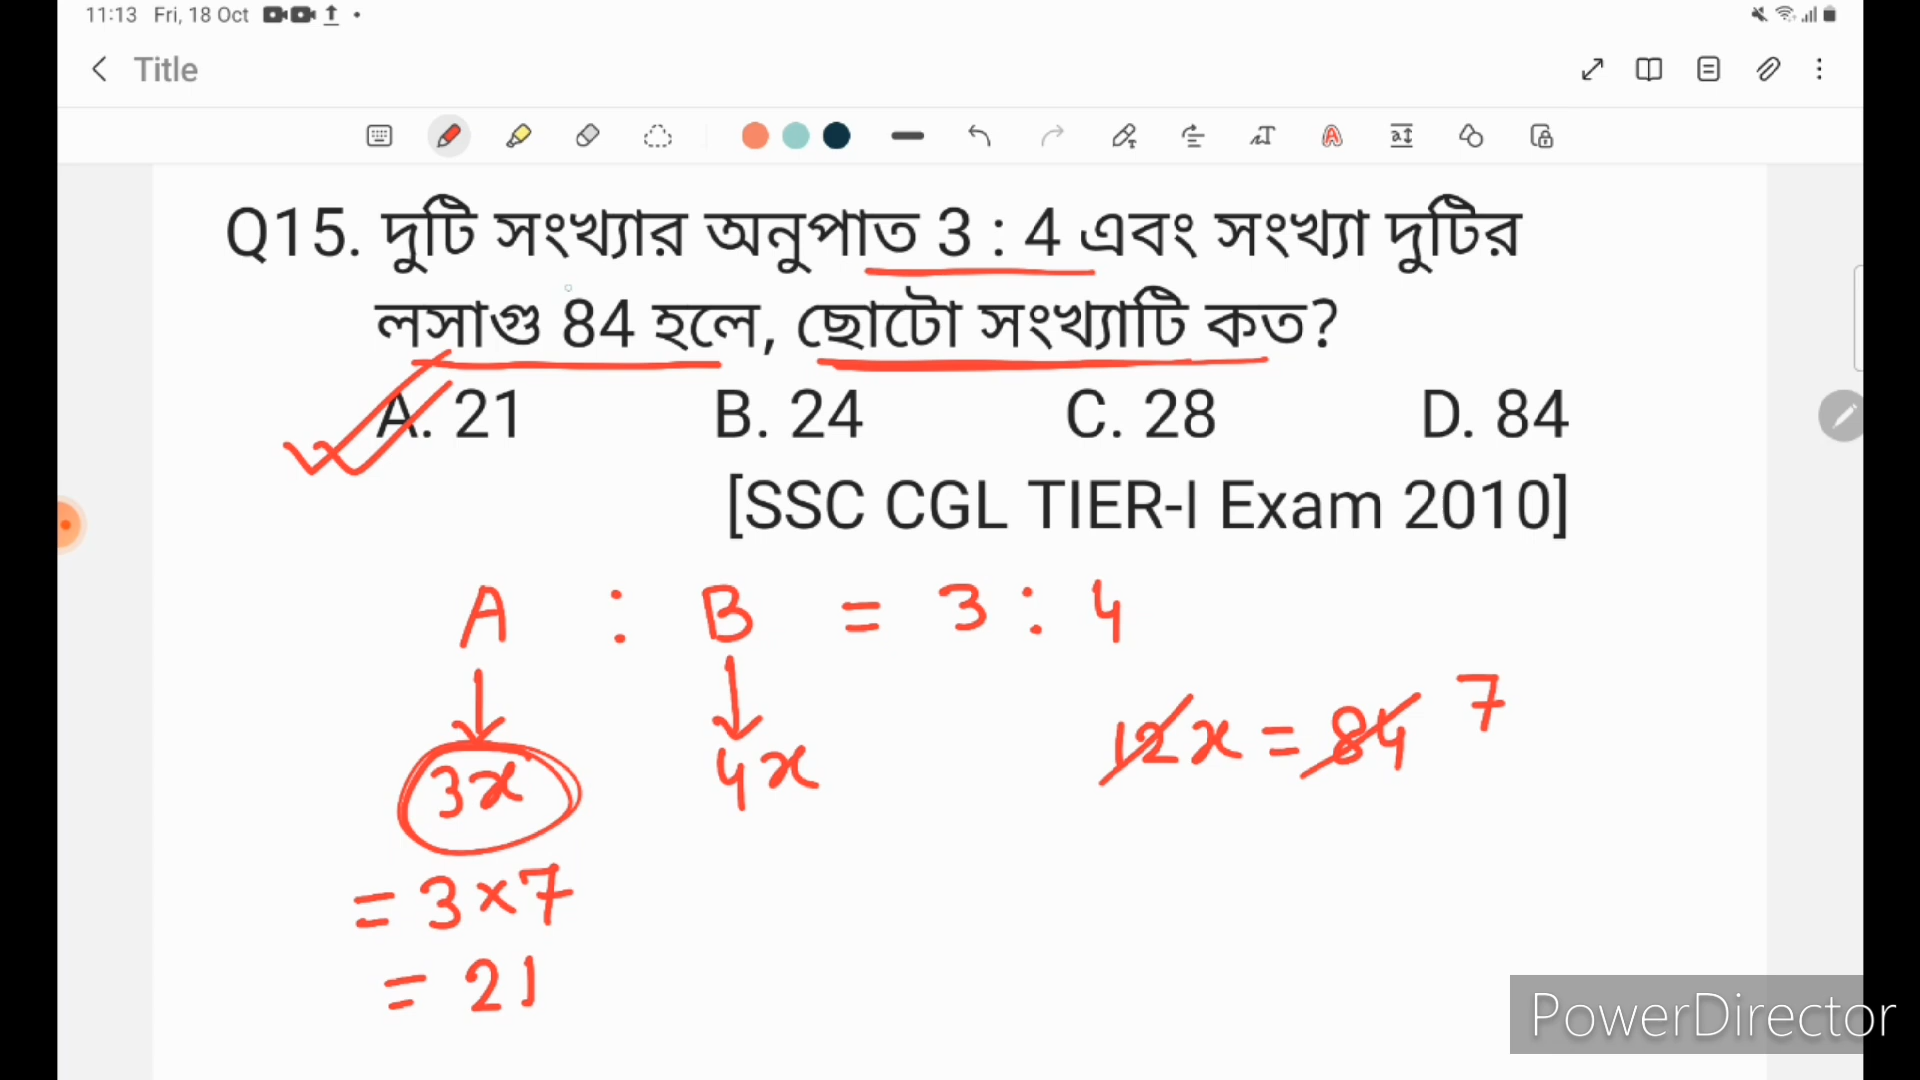 11:13 Fri, 18 Oct
Title
Q15. দুটি সংখ্যার অনুপাত 3 : 4 এবং সংখ্যা দুটির
লসাগু 84 হলে, ছোটো সংখ্যাটি কত?
A. 21 B. 24 C. 28 D. 84
[SSC CGL TIER-I Exam 2010]
A : B = 3 : 4
3x 4x 12x = 84 7
= 3×7
= 21
PowerDirector